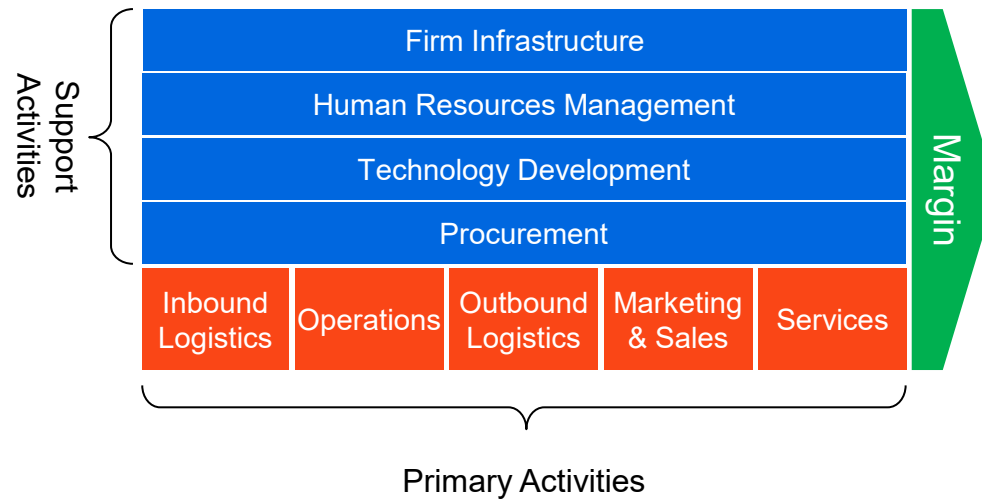 Support
Activities
Firm Infrastructure
Human Resources Management
Technology Development
Procurement
Inbound
Logistics
Operations
Outbound
Logistics
Marketing
& Sales
Services
Margin
Primary Activities